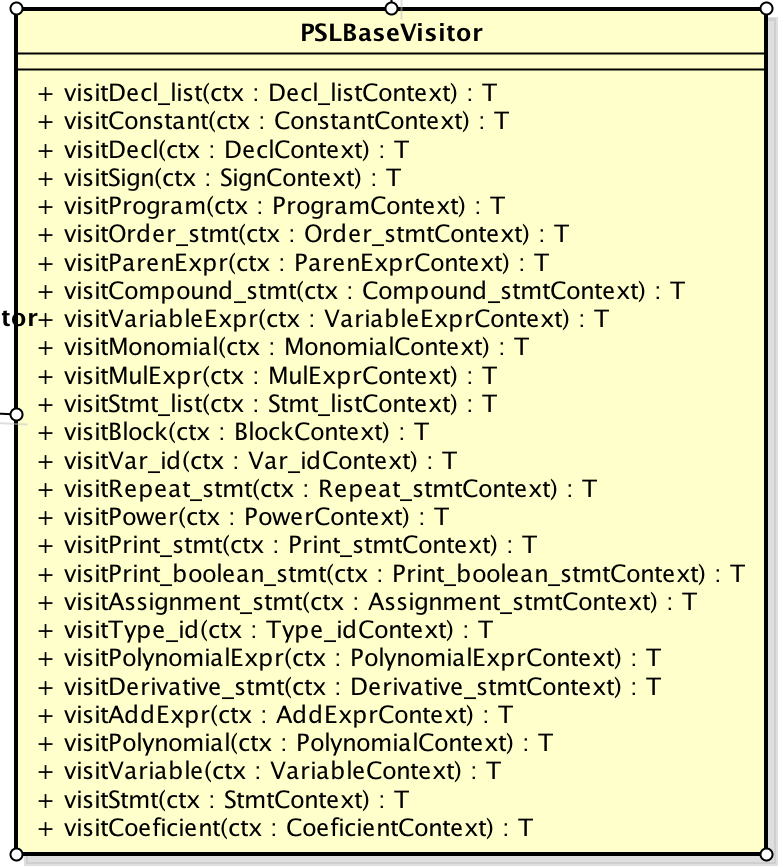 PSLBaseVisitor
+ visitDecl_list(ctx : Decl_listContext) : T
+ visitConstant(ctx : ConstantContext) : T
+ visitDecl(ctx : DeclContext) : T
+ visitSign(ctx : SignContext) : T
+ visitProgram(ctx : ProgramContext) : T
+ visitOrder_stmt(ctx : Order_stmtContext) : T
+ visitParenExpr(ctx : ParenExprContext) : T
+ visitCompound_stmt(ctx : Compound_stmtContext) : T
tor+ visitVariableExpr(ctx : VariableExprContext) : T
+ visitMonomial(ctx : MonomialContext) : T
+ visitMulExpr(ctx : MulExprContext) : T
+ visitStmt_list(ctx : Stmt_listContext) : T
+ visitBlock(ctx : BlockContext) : T
+ visitVar_id(ctx : Var_idContext) : T
+ visitRepeat_stmt(ctx : Repeat_stmtContext) : T
+ visitPower(ctx : PowerContext) : T
+ visitPrint_stmt(ctx : Print_stmtContext) : T
+ visitPrint_boolean_stmt(ctx : Print_boolean_stmtContext) : T
+ visitAssignment_stmt(ctx : Assignment_stmtContext) : T
+ visitType_id(ctx : Type_idContext) : T
+ visitPolynomialExpr(ctx : PolynomialExprContext) : T
+ visitDerivative_stmt(ctx : Derivative_stmtContext) : T
+ visitAddExpr(ctx : AddExprContext) : T
+ visitPolynomial(ctx : PolynomialContext) : T
+ visitVariable(ctx : VariableContext) : T
+ visitStmt(ctx : StmtContext) : T
+ visitCoeficient(ctx : CoeficientContext) : T